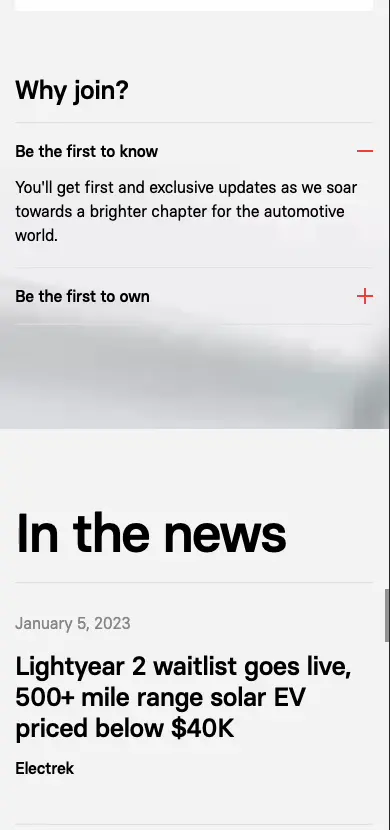 Why join?
Be the first to know
You'll get first and exclusive updates as we soar
towards a brighter chapter for the automotive
world.
Be the first to own
In the news
January 5, 2023
Lightyear 2 waitlist goes live,
500+ mile range solar EV
priced below $40K
Electrek